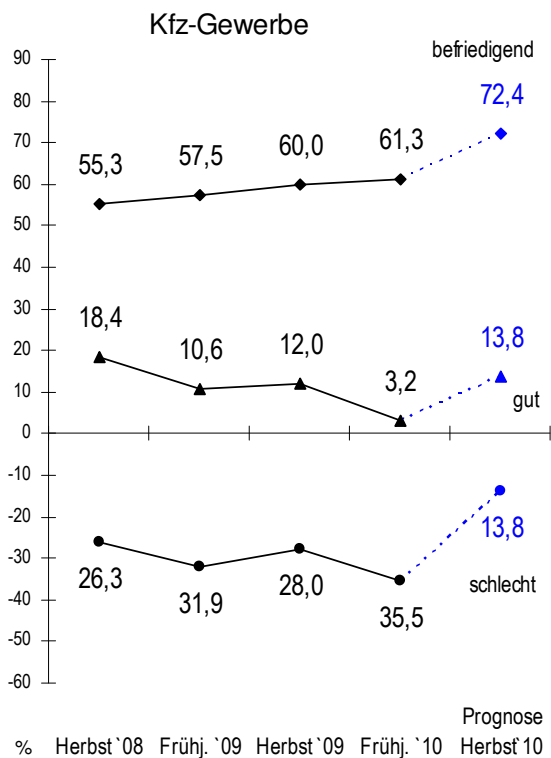 Kfz-Gewerbe
90
80
70
60
50
40
30
20
10
0
-10
-20
-30
-40
-50
-60
befriedigend
55,3 57,5 60,0 61,3 72,4
18,4 10,6 12,0 3,2 13,8
gut
26,3 31,9 28,0 35,5 13,8
schlecht
Prognose
% Herbst`08 Frühj. `09 Herbst`09 Frühj. `10 Herbst`10